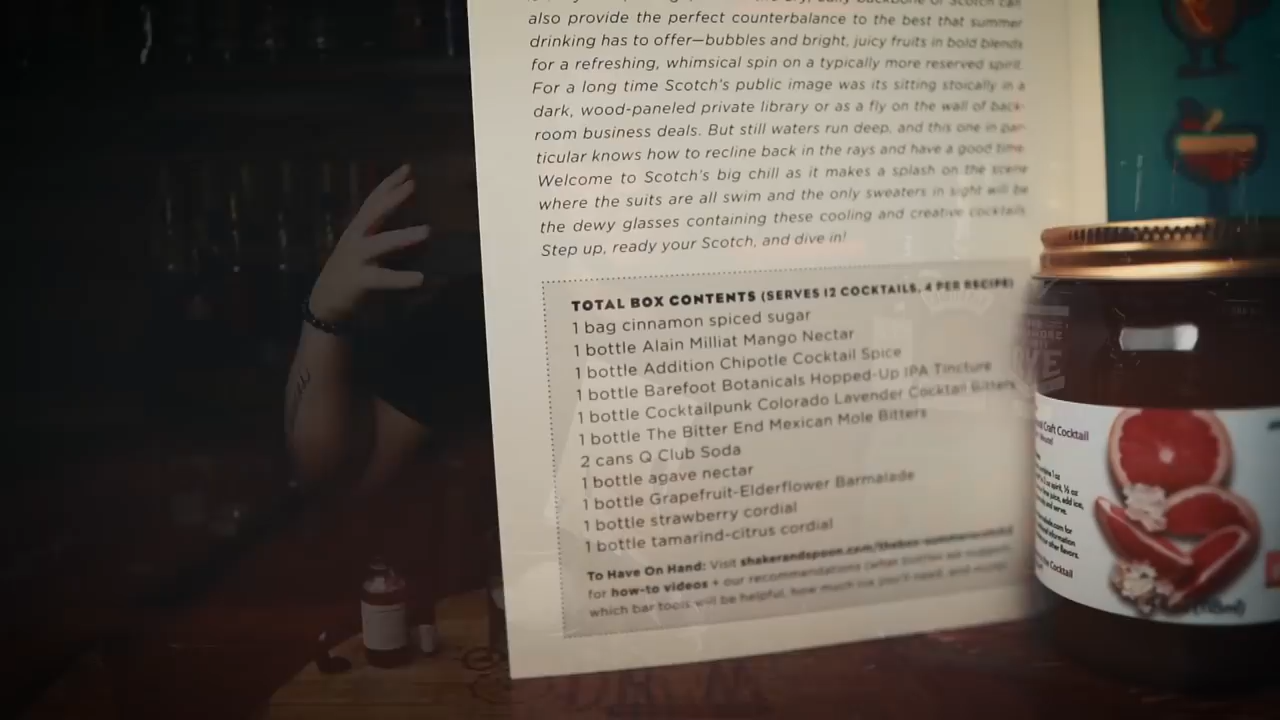 also provide the perfect counterbalance to the best that summer
drinking has to offer—bubbles and bright, juicy fruits in bold blends
for a refreshing, whimsical spin on a typically more reserved spirit.
For a long time Scotch's public image was its sitting stoically in a
dark, wood-paneled private library or as a fly on the wall of back-
room business deals. But still waters run deep, and this one in par-
ticular knows how to recline back in the rays and have a good time.
Welcome to Scotch's big chill as it makes a splash on the scene
where the suits are all swim and the only sweaters in sight will be
the dewy glasses containing these cooling and creative cocktails.
Step up, ready your Scotch, and dive in!
TOTAL BOX CONTENTS (SERVES 12 COCKTAILS, 4 PER RECIPE)
1 bag cinnamon spiced sugar
1 bottle Alain Milliat Mango Nectar
1 bottle Addition Chipotle Cocktail Spice
1 bottle Barefoot Botanicals Hopped-Up IPA Tincture
1 bottle Cocktailpunk Colorado Lavender Cocktail Bitters
1 bottle The Bitter End Mexican Mole Bitters
2 cans Q Club Soda
1 bottle agave nectar
1 bottle Grapefruit-Elderflower Barmalade
1 bottle strawberry cordial
1 bottle tamarind-citrus cordial
To Have On Hand: Visit
for how-to videos + our recommendations
which bar tools will be helpful, how much ice you'll need, and more.
Craft Cocktail